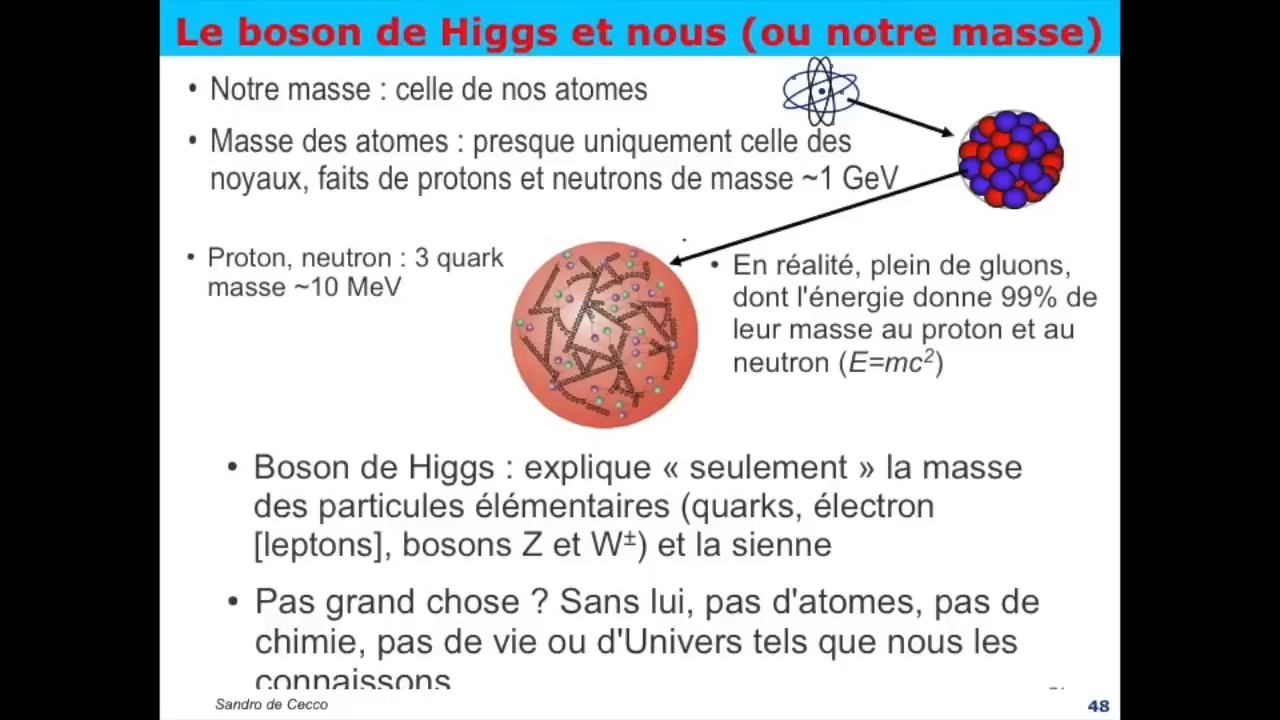 Le boson de Higgs et nous (ou notre masse)
• Notre masse : celle de nos atomes
• Masse des atomes : presque uniquement celle des
noyaux, faits de protons et neutrons de masse ~1 GeV
• Proton, neutron : 3 quark
masse ~10 MeV
• En réalité, plein de gluons,
dont l'énergie donne 99% de
leur masse au proton et au
neutron (E=mc²)
• Boson de Higgs : explique « seulement » la masse
des particules élémentaires (quarks, électron
[leptons], bosons Z et W±) et la sienne
• Pas grand chose ? Sans lui, pas d'atomes, pas de
chimie, pas de vie ou d'Univers tels que nous les
connaissons
Sandro de Cecco
48